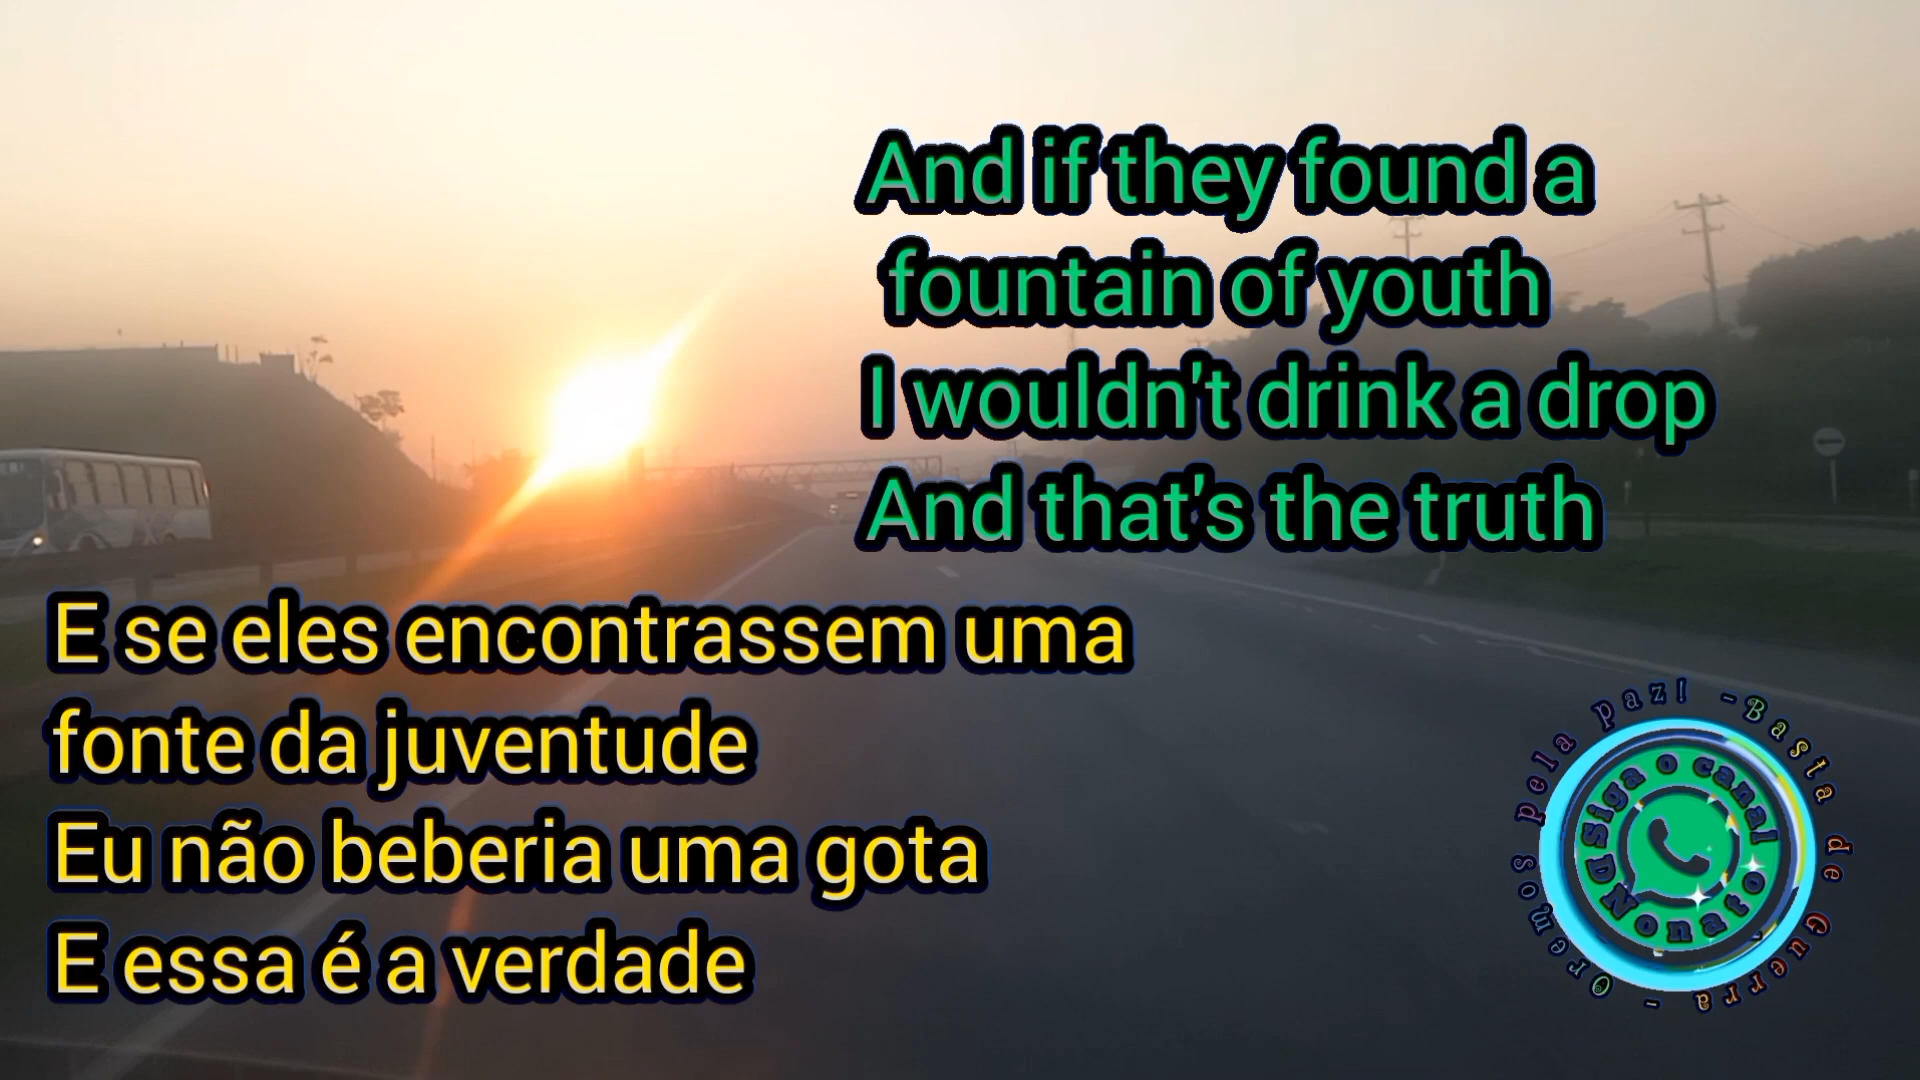 And if they found a
fountain of youth
I wouldn't drink a drop
And that's the truth
E se eles encontrassem uma
fonte da juventude
Eu não beberia uma gota
E essa é a verdade
Oremos pela paz! -Basta de Guerra-
Siga o canal
DNonato